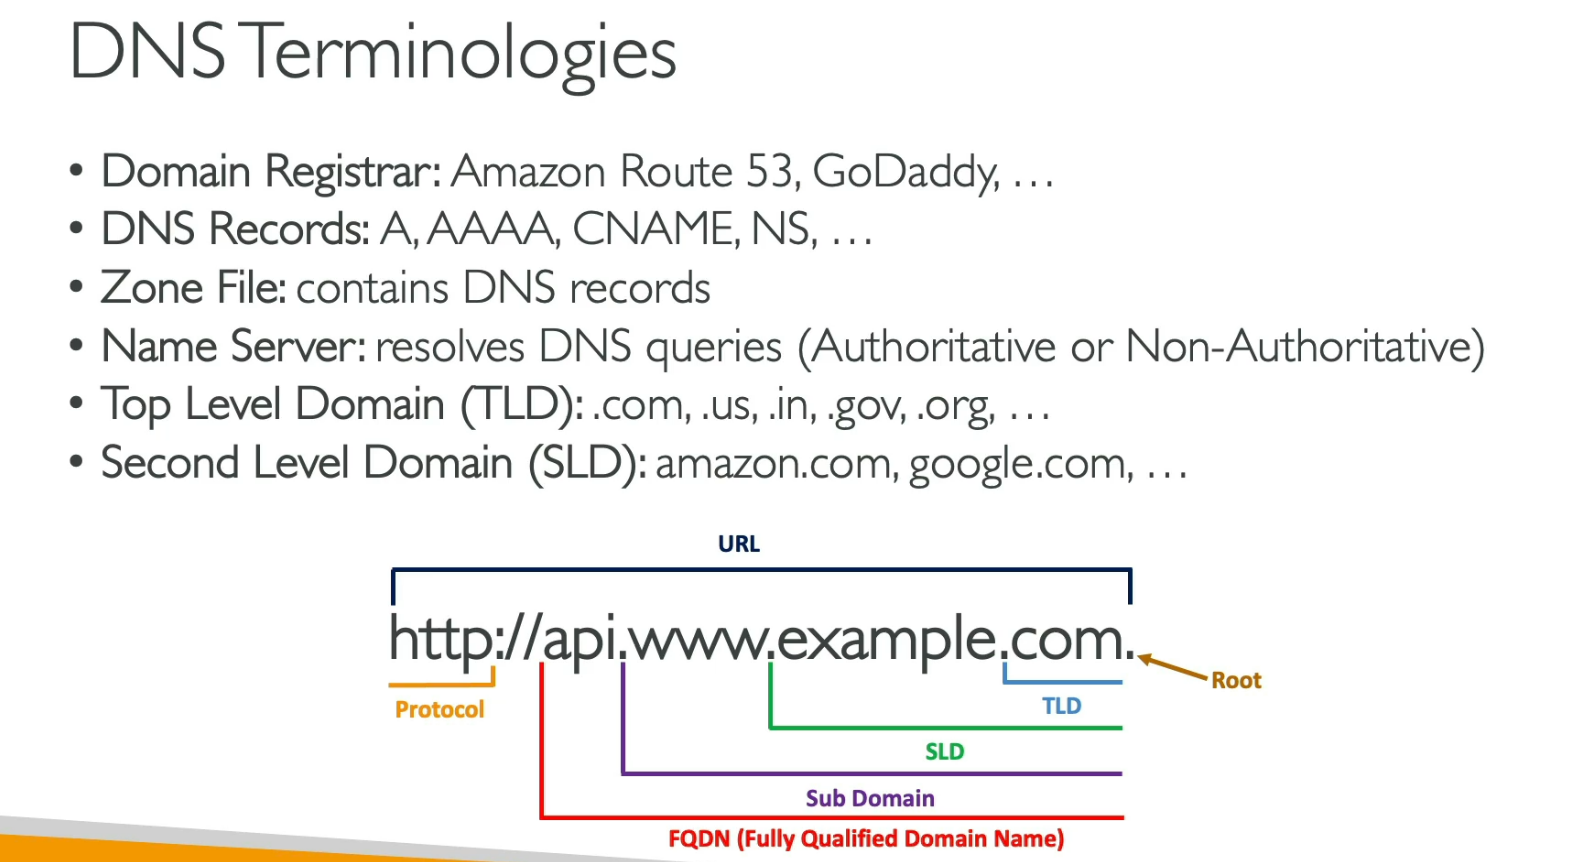 DNS Terminologies
• Domain Registrar: Amazon Route 53, GoDaddy, …
• DNS Records: A, AAAA, CNAME, NS, …
• Zone File: contains DNS records
• Name Server: resolves DNS queries (Authoritative or Non-Authoritative)
• Top Level Domain (TLD): .com, .us, .in, .gov, .org, …
• Second Level Domain (SLD): amazon.com, google.com, …
URL
http://api.www.example.com.
Root
Protocol
TLD
SLD
Sub Domain
FQDN (Fully Qualified Domain Name)